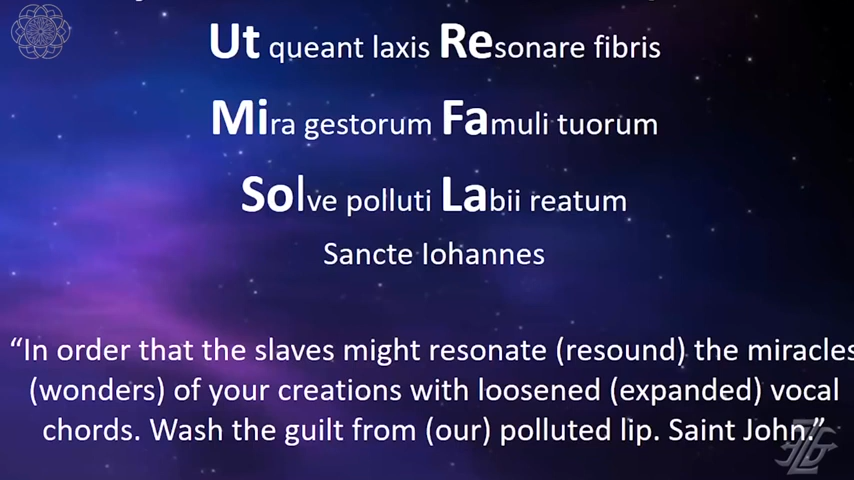 Ut queant laxis Resonare fibris
Mira gestorum Famuli tuorum
Solve polluti Labii reatum
Sancte Iohannes
“In order that the slaves might resonate (resound) the miracles
(wonders) of your creations with loosened (expanded) vocal
chords. Wash the guilt from (our) polluted lip. Saint John.”